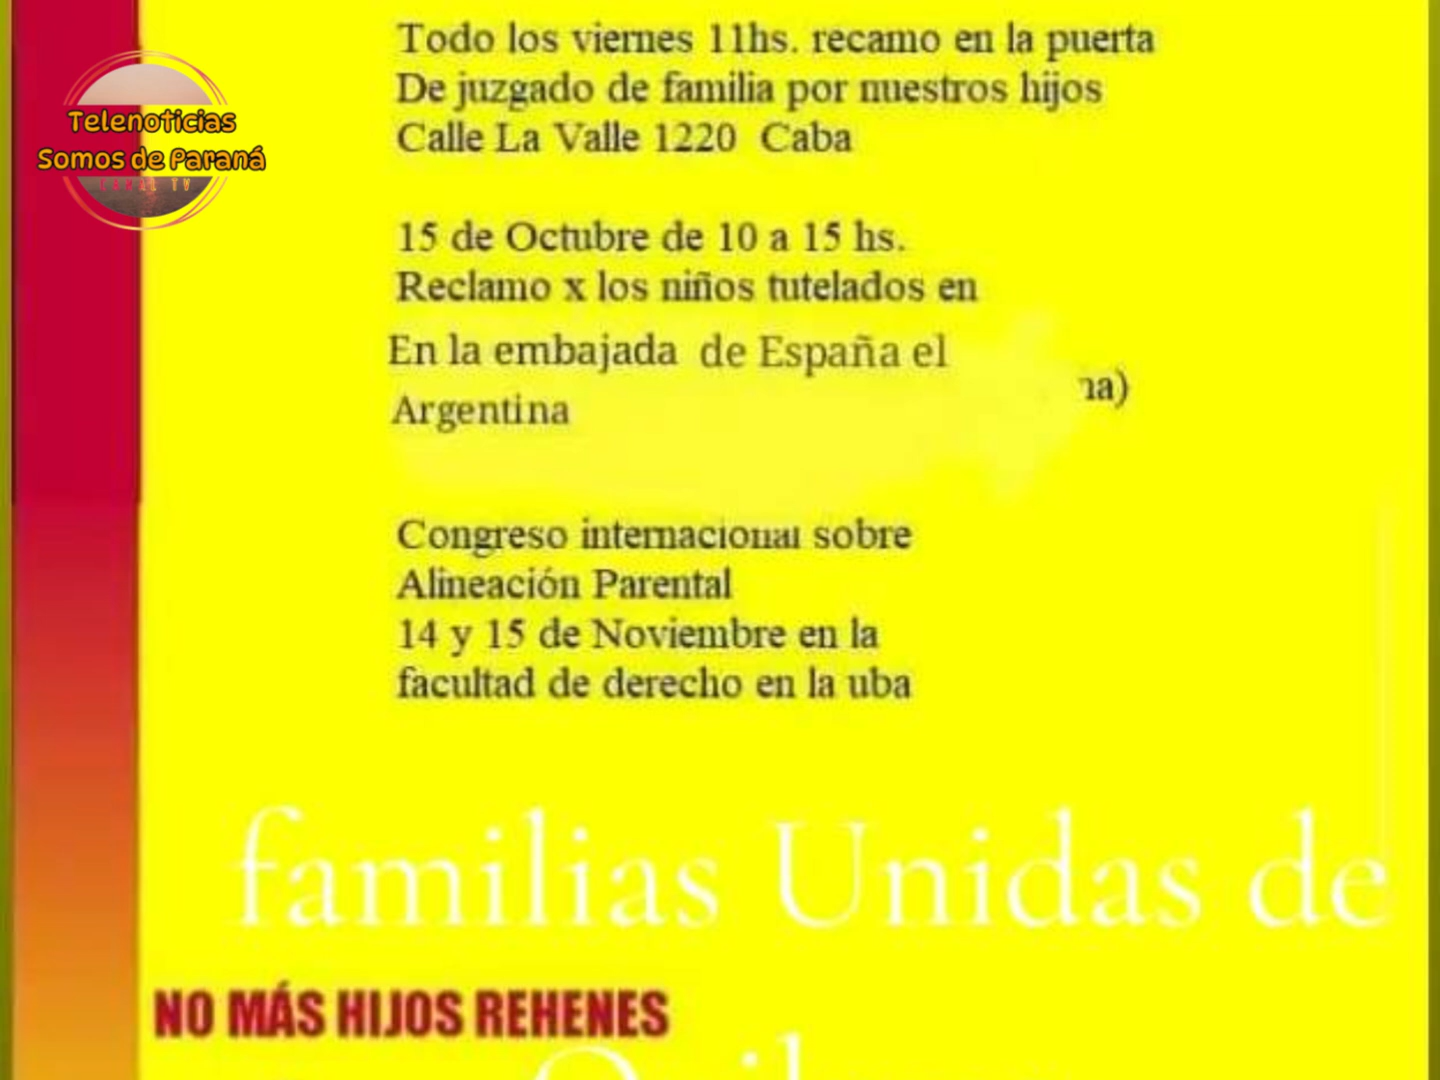 Telenoticias
Somos de Paraná
CANAL TV
Todo los viernes 11hs. recamo en la puerta
De juzgado de familia por nuestros hijos
Calle La Valle 1220 Caba
15 de Octubre de 10 a 15 hs.
Reclamo x los niños tutelados en
En la embajada de España el
na)
Argentina
Congreso internacional sobre
Alineación Parental
14 y 15 de Noviembre en la
facultad de derecho en la uba
familias Unidas de
NO MÁS HIJOS REHENES